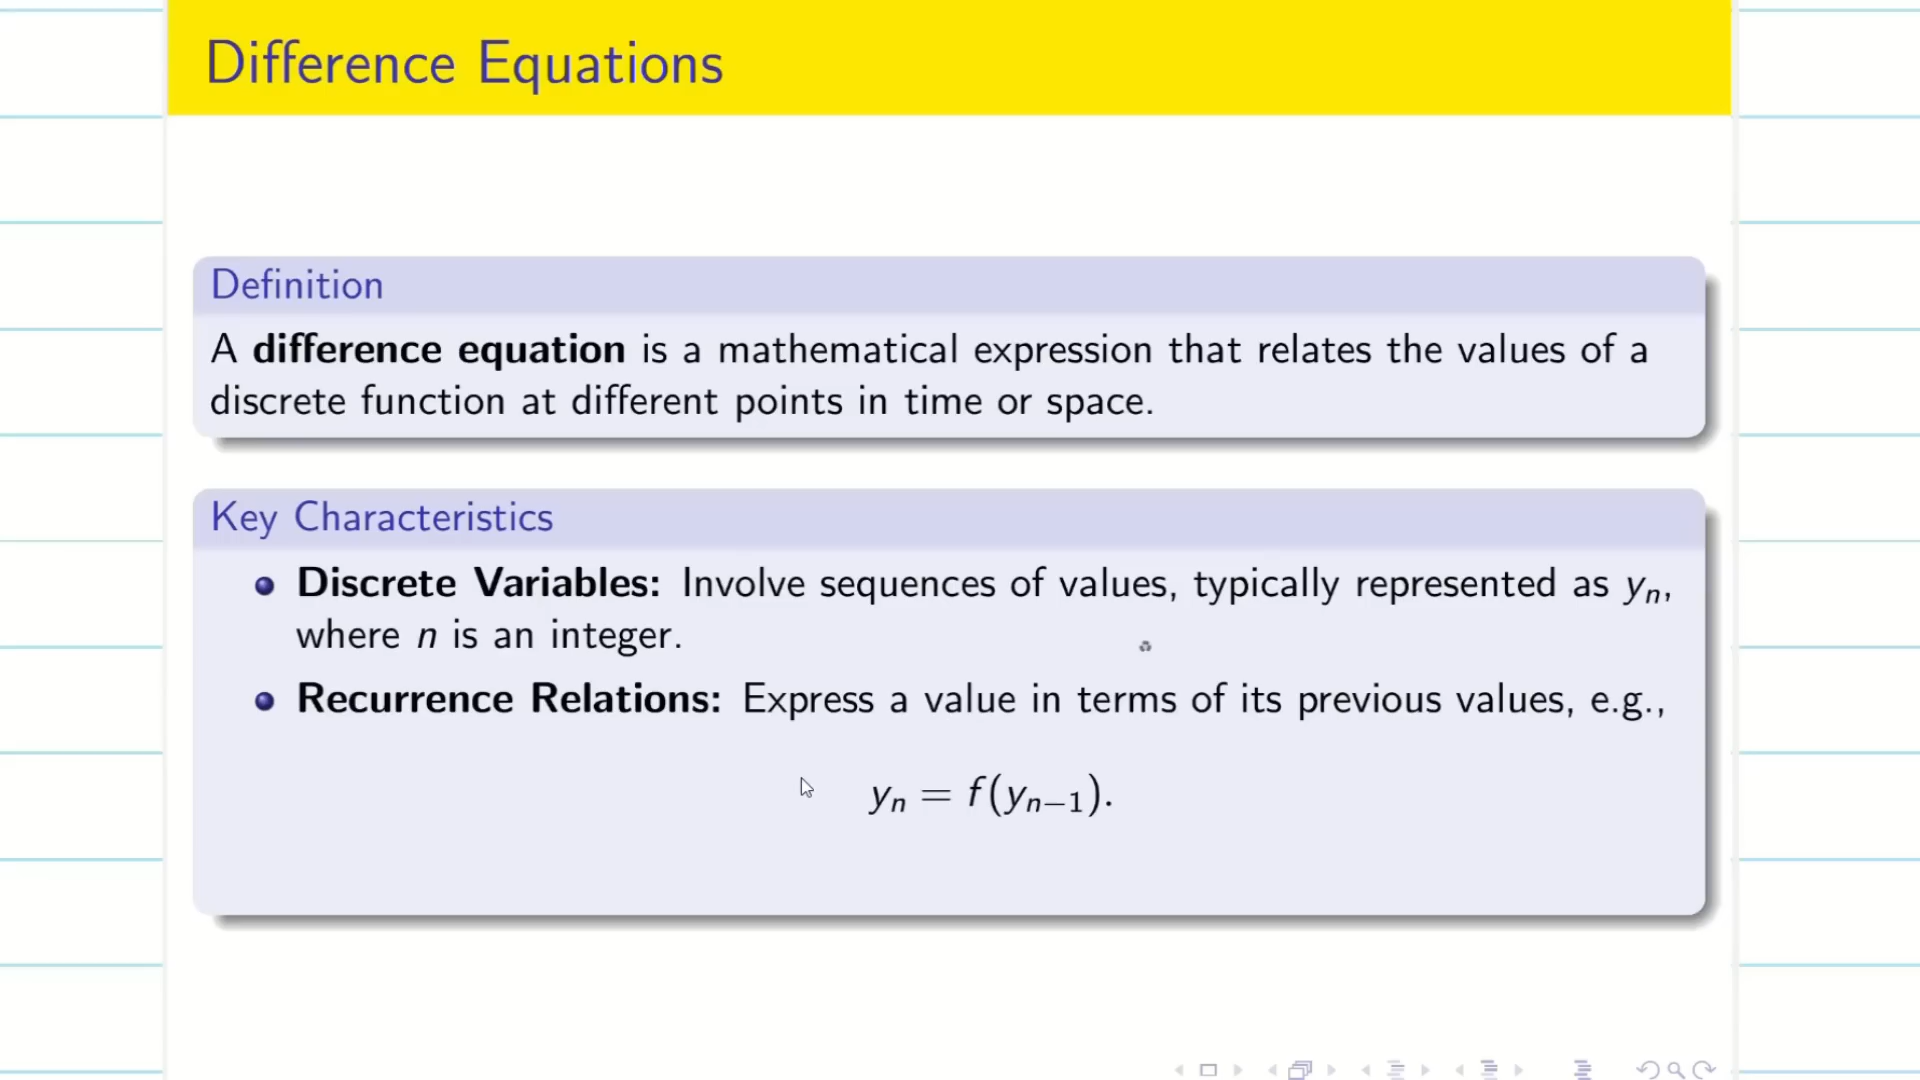 Difference Equations
Definition
A difference equation is a mathematical expression that relates the values of a
discrete function at different points in time or space.
Key Characteristics
Discrete Variables: Involve sequences of values, typically represented as yₙ,
where n is an integer.
Recurrence Relations: Express a value in terms of its previous values, e.g.,
yₙ = f(yₙ₋₁).